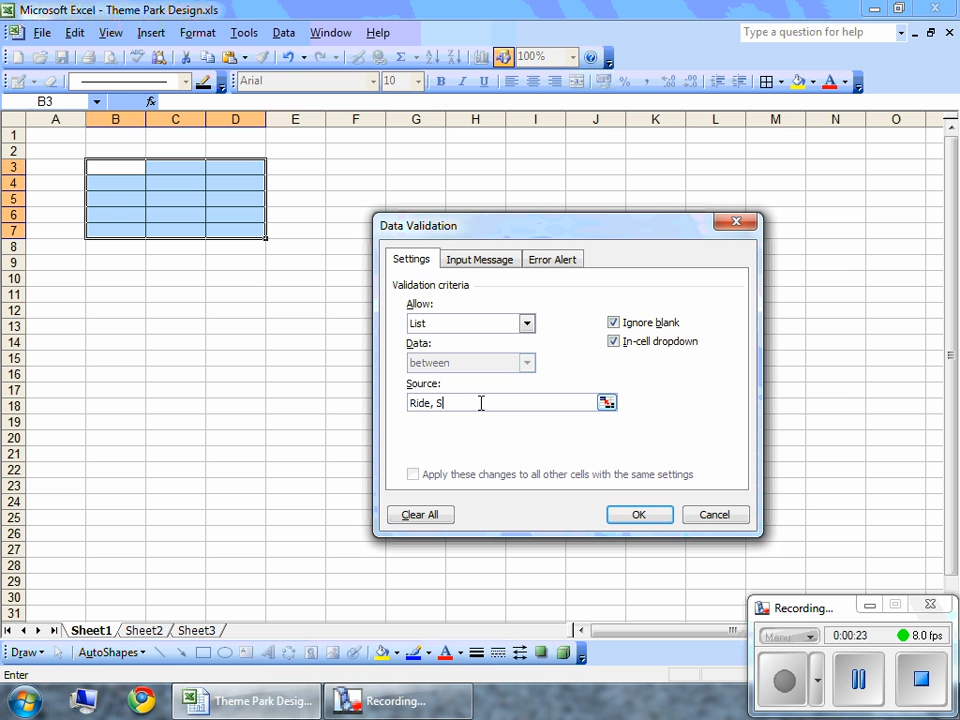 Microsoft Excel - Theme Park Design.xls
File Edit View Insert Format Tools Data Window Help Type a question for help
100%
Arial 10 B I U
B3 fx
A B C D E F G H I J K L M N O
1
2
3
4
5
6
7
8
9
10
11
12
13
14
15
16
17
18
19
20
21
22
23
24
25
26
27
28
29
30
31
Data Validation
Settings Input Message Error Alert
Validation criteria
Allow:
List
Ignore blank
Data:
In-cell dropdown
between
Source:
Ride, S
Apply these changes to all other cells with the same settings
Clear All OK Cancel
Recording...
0:00:23 8.0 fps
Sheet1 Sheet2 Sheet3
Draw AutoShapes
Enter
Theme Park Desig... Recording...